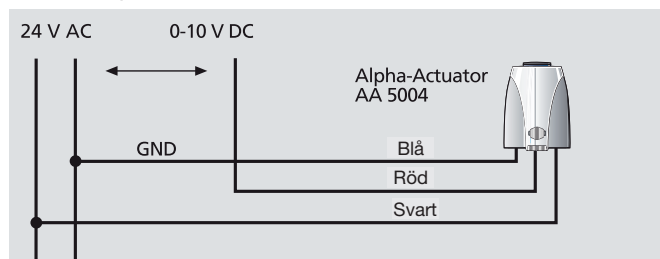 24 V AC
0-10 V DC
Alpha-Actuator
AA 5004
GND
Blå
Röd
Svart